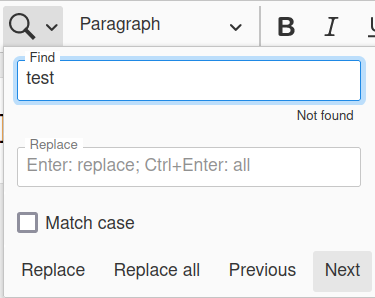 Paragraph B I
Find
test
Not found
Replace
Enter: replace; Ctrl+Enter: all
Match case
Replace Replace all Previous Next